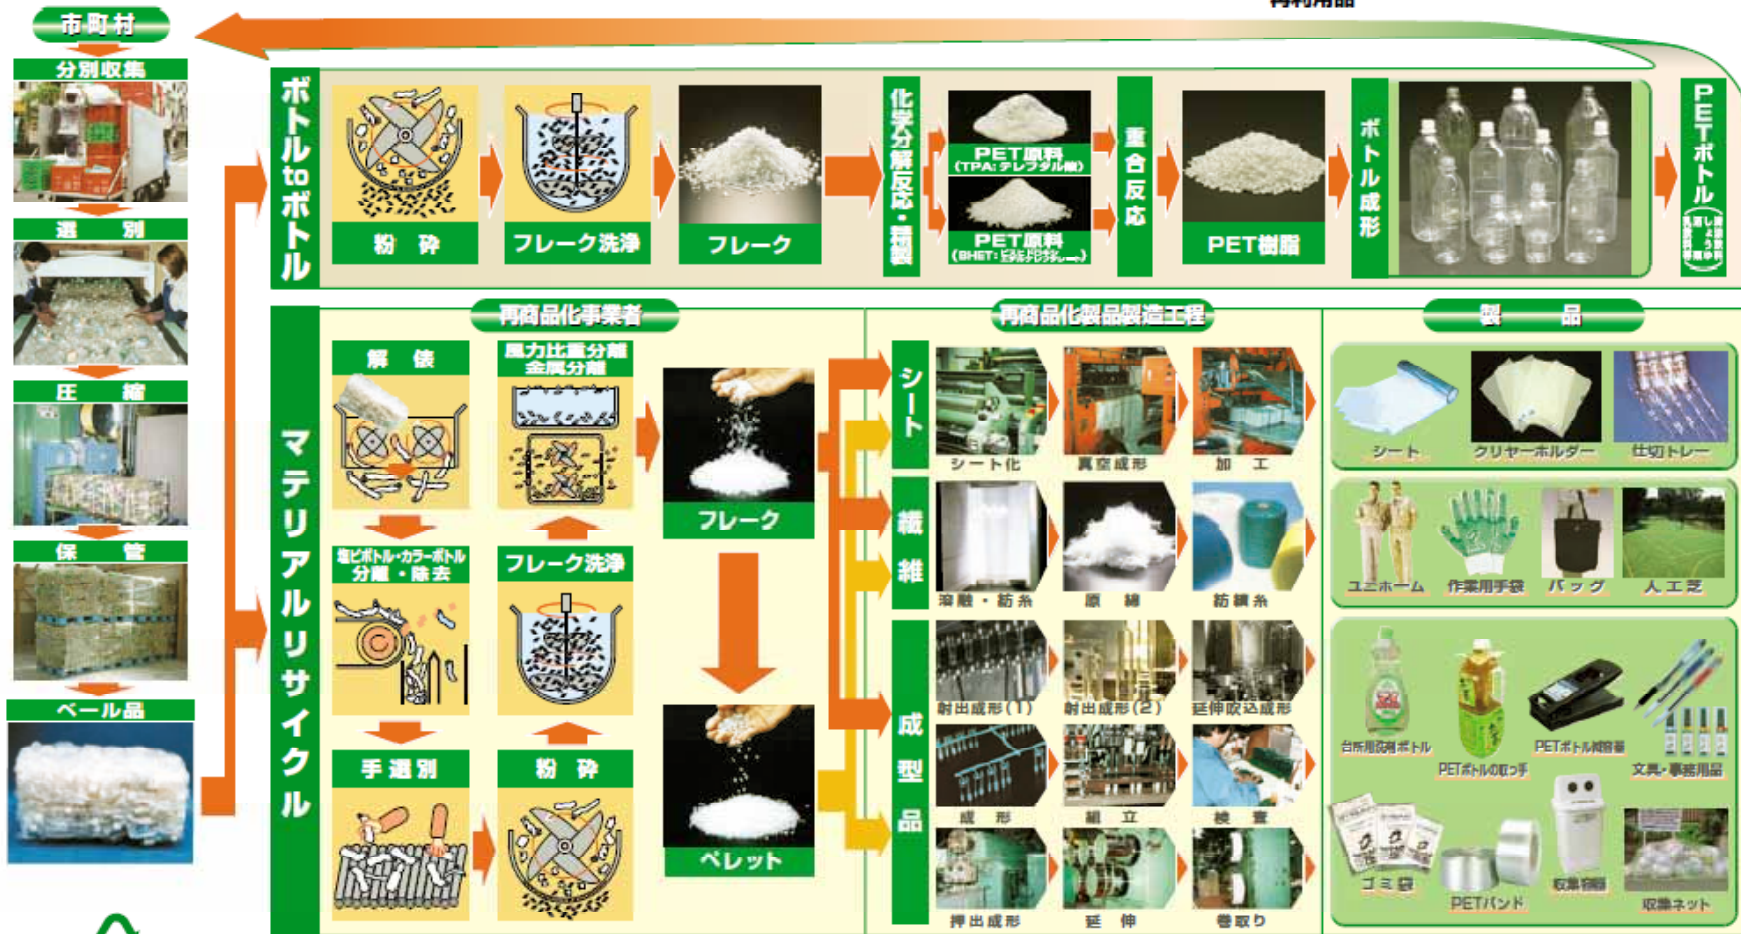 再利用品
市町村
分別収集
選別
圧縮
保管
ベール品
ボトルtoボトル
粉砕
フレーク洗浄
フレーク
化学分解反応・精製
PET原料
(TPA:テレフタル酸)
PET原料
重合反応
PET樹脂
ボトル成形
PETボトル
マテリアルリサイクル
再商品化事業者
解俵
塩ビボトル・カラーボトル
分離・除去
手選別
粉砕
フレーク洗浄
風力比重分離
金属分離
フレーク
ペレット
再商品化製品製造工程
シート
シート化
真空成形
加工
繊維
溶融・紡糸
原綿
紡績糸
成型品
射出成形(1)
射出成形(2)
延伸吹込成形
成形
組立
検査
押出成形
延伸
巻取り
製品
シート
クリヤーホルダー
仕切トレー
ユニホーム
作業用手袋
バッグ
人工芝
台所用洗剤ボトル
PETボトルの取っ手
PETボトル減容器
文具・事務用品
ゴミ袋
PETバンド
収集容器
収集ネット